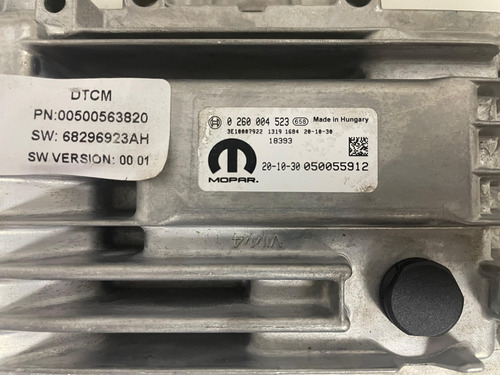 DTCM
PN:00500563820
SW: 68296923AH
SW VERSION: 00 01
0 260 004 523 658 Made in Hungary
3E10007922 1319 1684 20-10-30
18393
MOPAR. 20-10-30 050055912